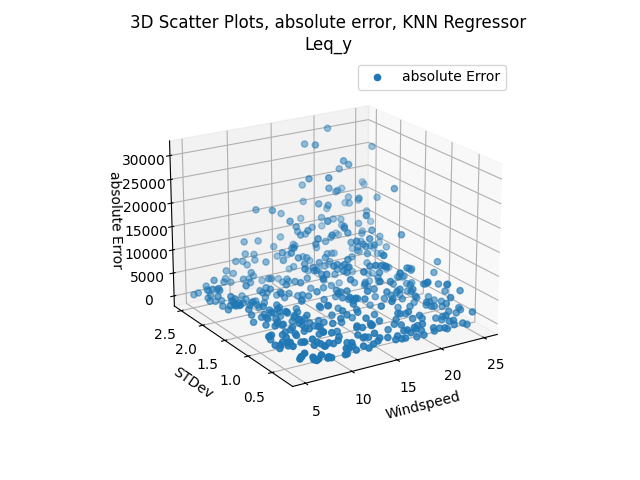 3D Scatter Plots, absolute error, KNN Regressor
Leq_y
absolute Error
absolute Error
30000
25000
20000
15000
10000
5000
0
2.5
2.0
1.5
1.0
0.5
STDev
5
10
15
20
25
Windspeed